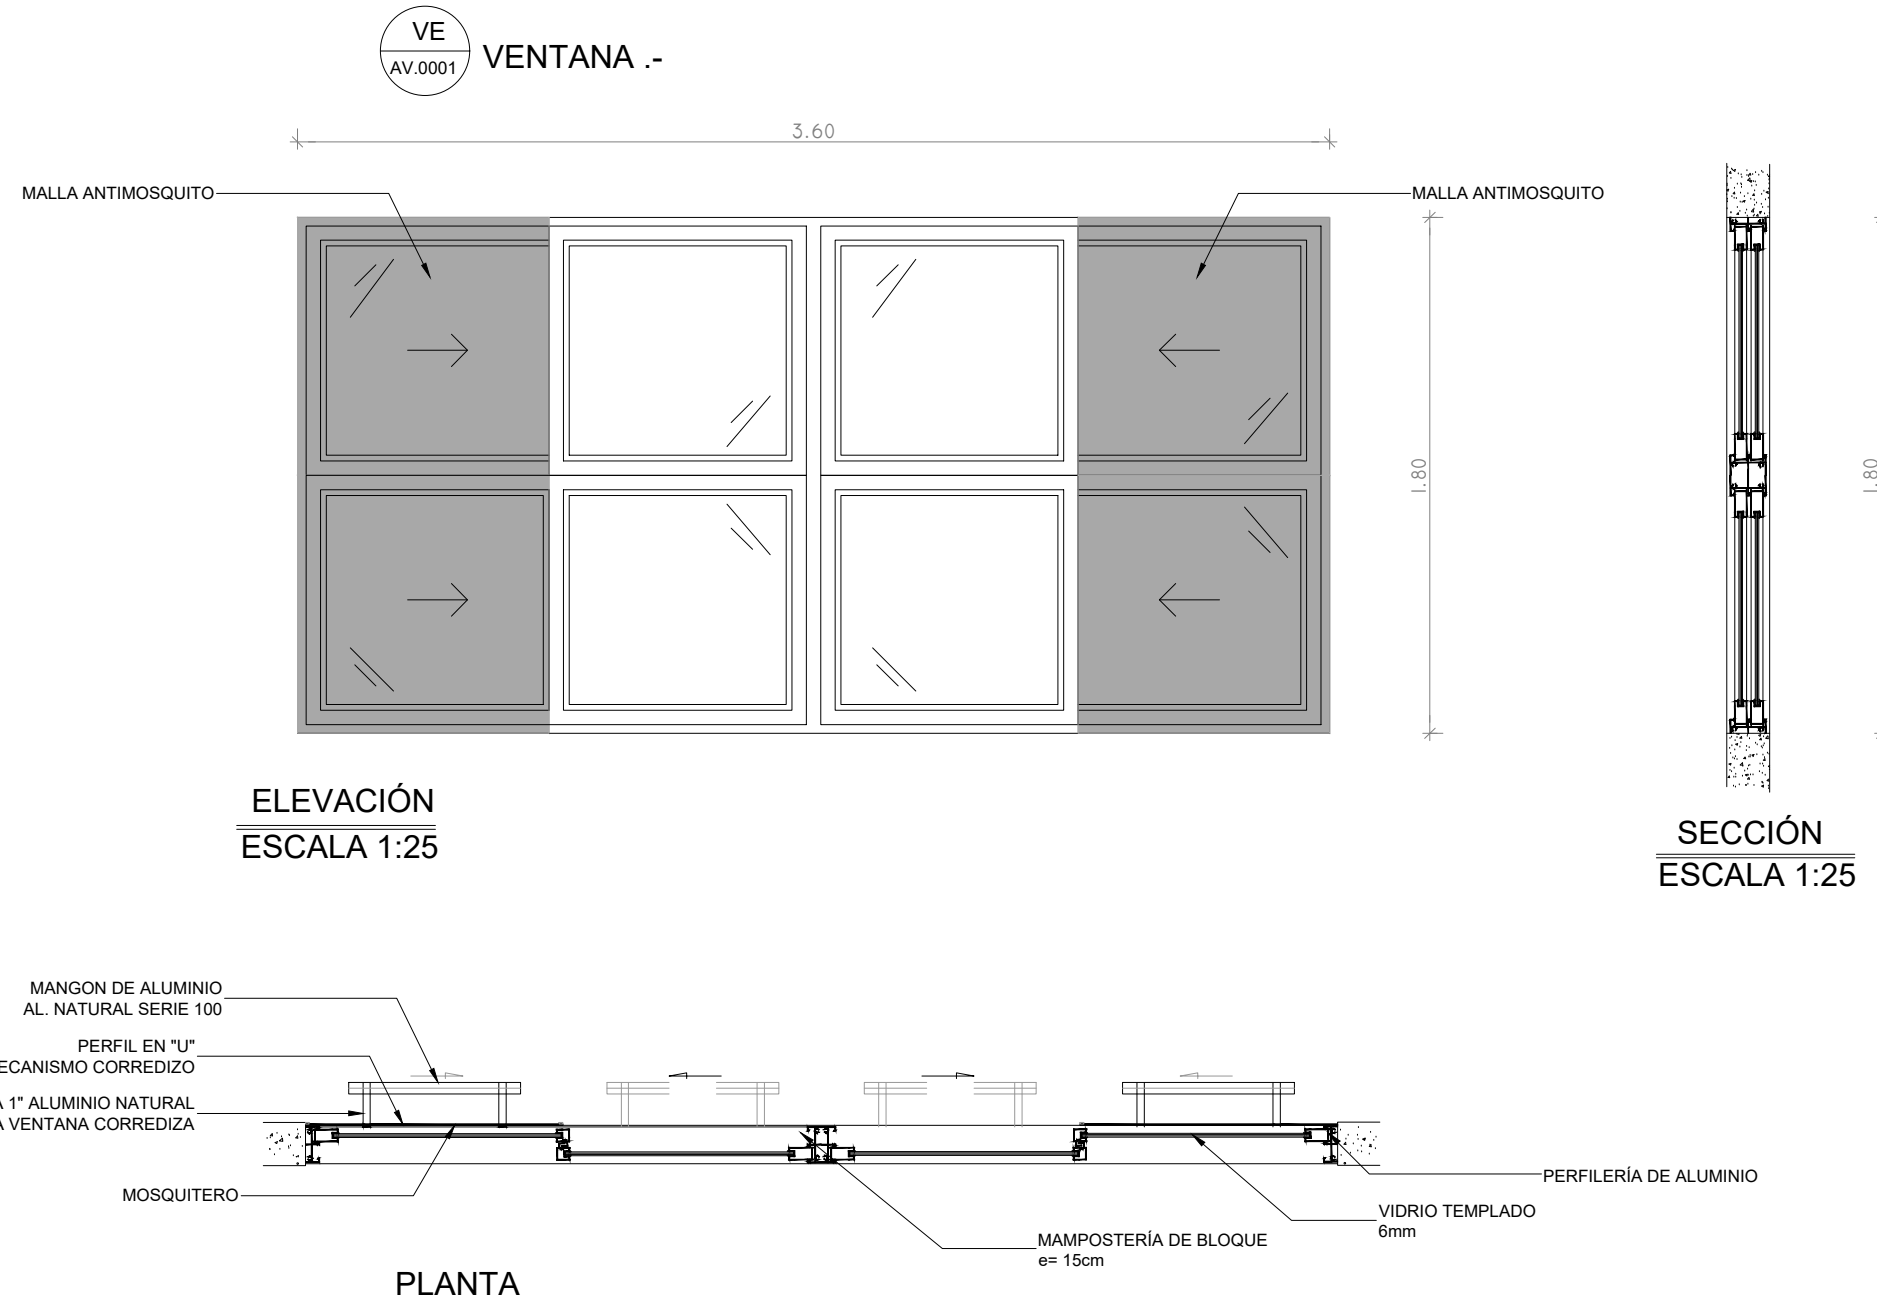 VE
AV.0001
VENTANA .-
3.60
MALLA ANTIMOSQUITO
MALLA ANTIMOSQUITO
1.80
1.80
ELEVACIÓN
ESCALA 1:25
SECCIÓN
ESCALA 1:25
MANGON DE ALUMINIO
AL. NATURAL SERIE 100
PERFIL EN "U"
ECANISMO CORREDIZO
A 1" ALUMINIO NATURAL
A VENTANA CORREDIZA
MOSQUITERO
PERFILERÍA DE ALUMINIO
VIDRIO TEMPLADO
6mm
MAMPOSTERÍA DE BLOQUE
e= 15cm
PLANTA